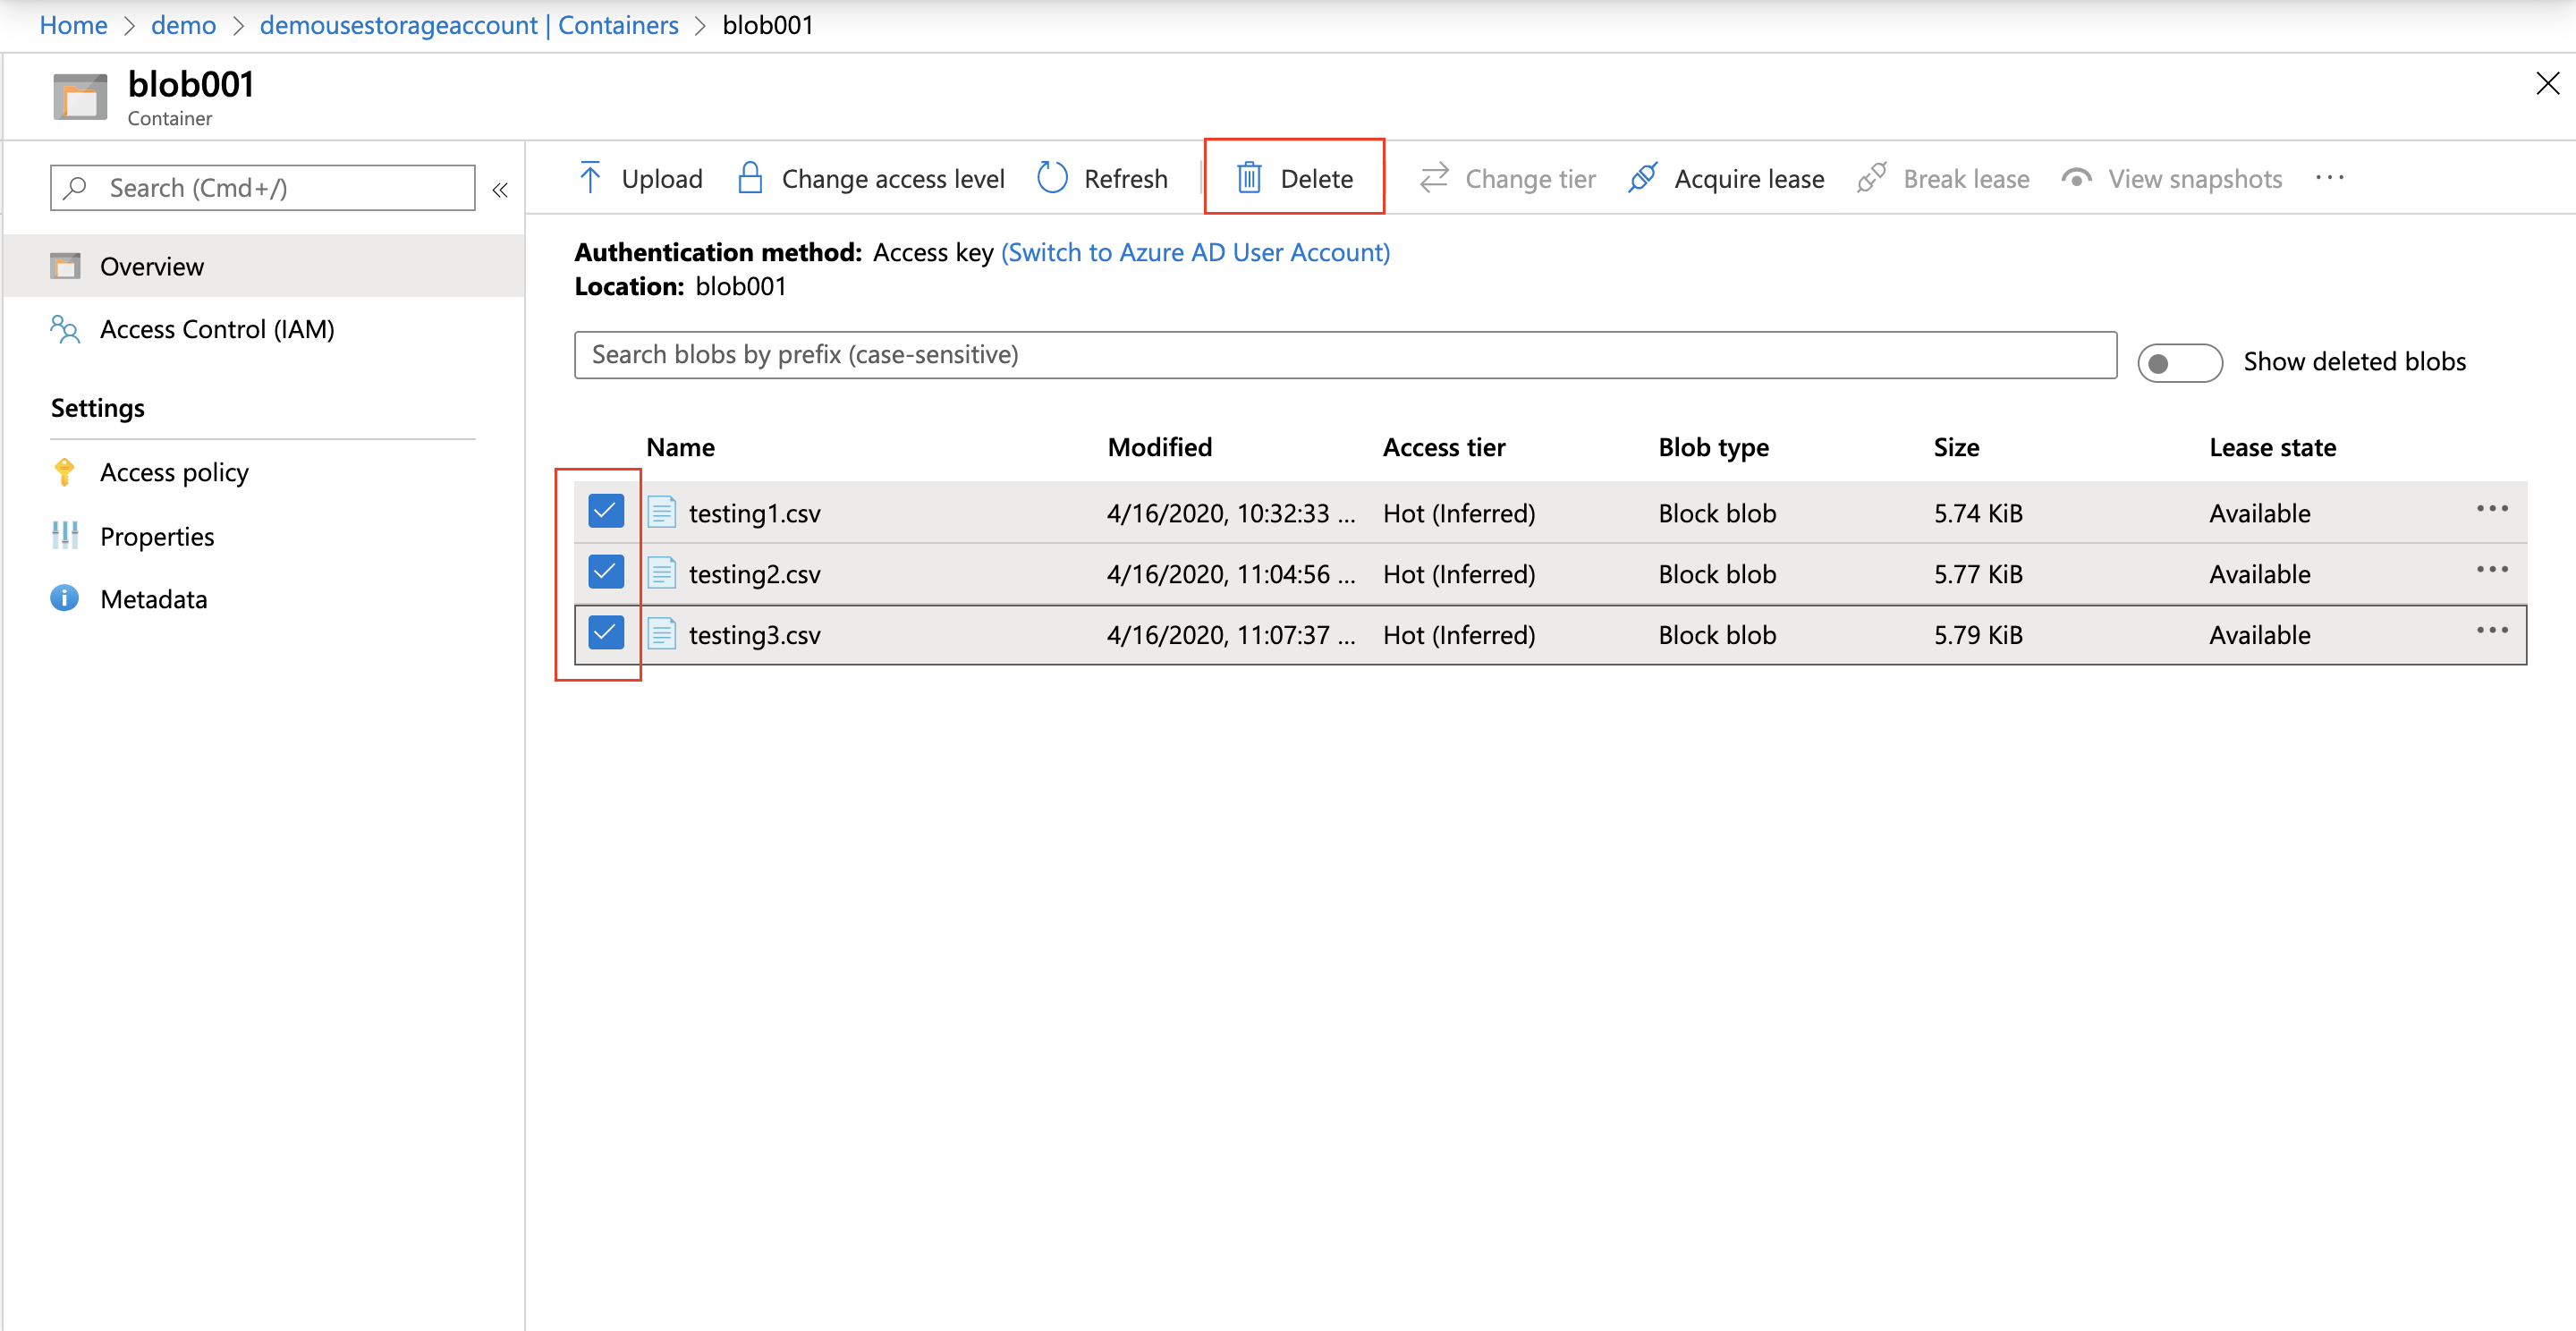 Home > demo > demousestorageaccount | Containers > blob001
blob001
Container
Search (Cmd+/)
«
Upload
Change access level
Refresh
Delete
Change tier
Acquire lease
Break lease
View snapshots
...
Overview
Access Control (IAM)
Settings
Access policy
Properties
Metadata
Authentication method: Access key (Switch to Azure AD User Account)
Location: blob001
Search blobs by prefix (case-sensitive)
Show deleted blobs
Name Modified Access tier Blob type Size Lease state
testing1.csv 4/16/2020, 10:32:33 ... Hot (Inferred) Block blob 5.74 KiB Available ...
testing2.csv 4/16/2020, 11:04:56 ... Hot (Inferred) Block blob 5.77 KiB Available ...
testing3.csv 4/16/2020, 11:07:37 ... Hot (Inferred) Block blob 5.79 KiB Available ...